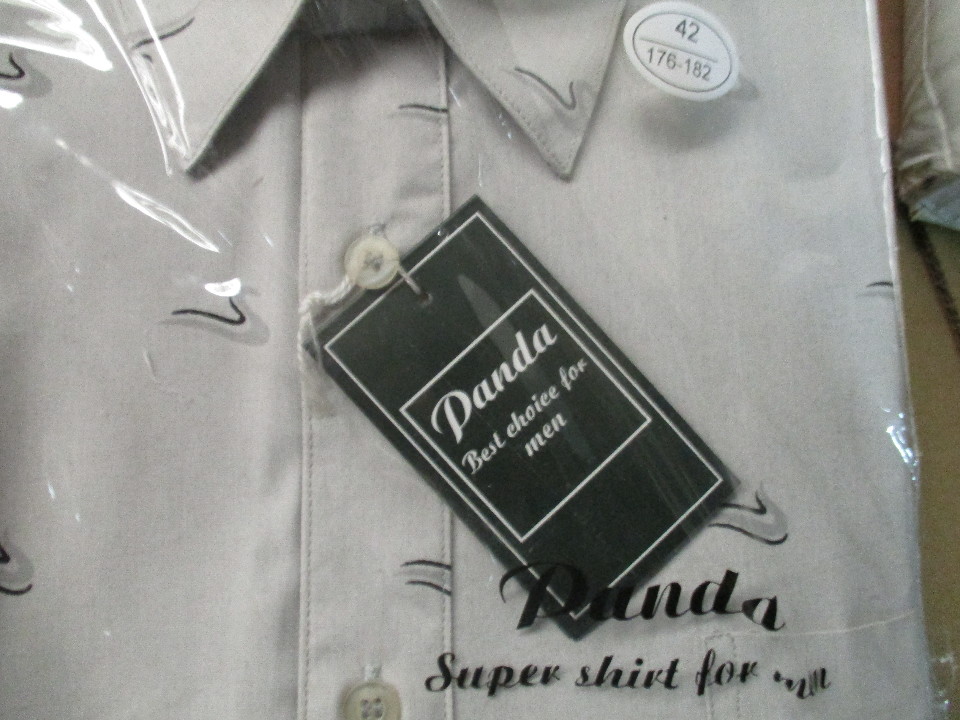 42
176-182
Panda
Best choice for
men
Panda
Super shirt for